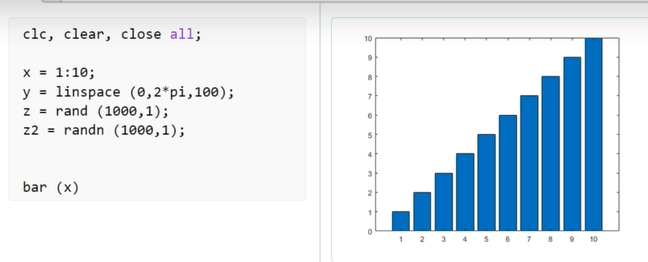 clc, clear, close all;
x = 1:10;
y = linspace (0,2*pi,100);
z = rand (1000,1);
z2 = randn (1000,1);
bar (x)
10
9
8
7
6
5
4
3
2
1
0
1 2 3 4 5 6 7 8 9 10